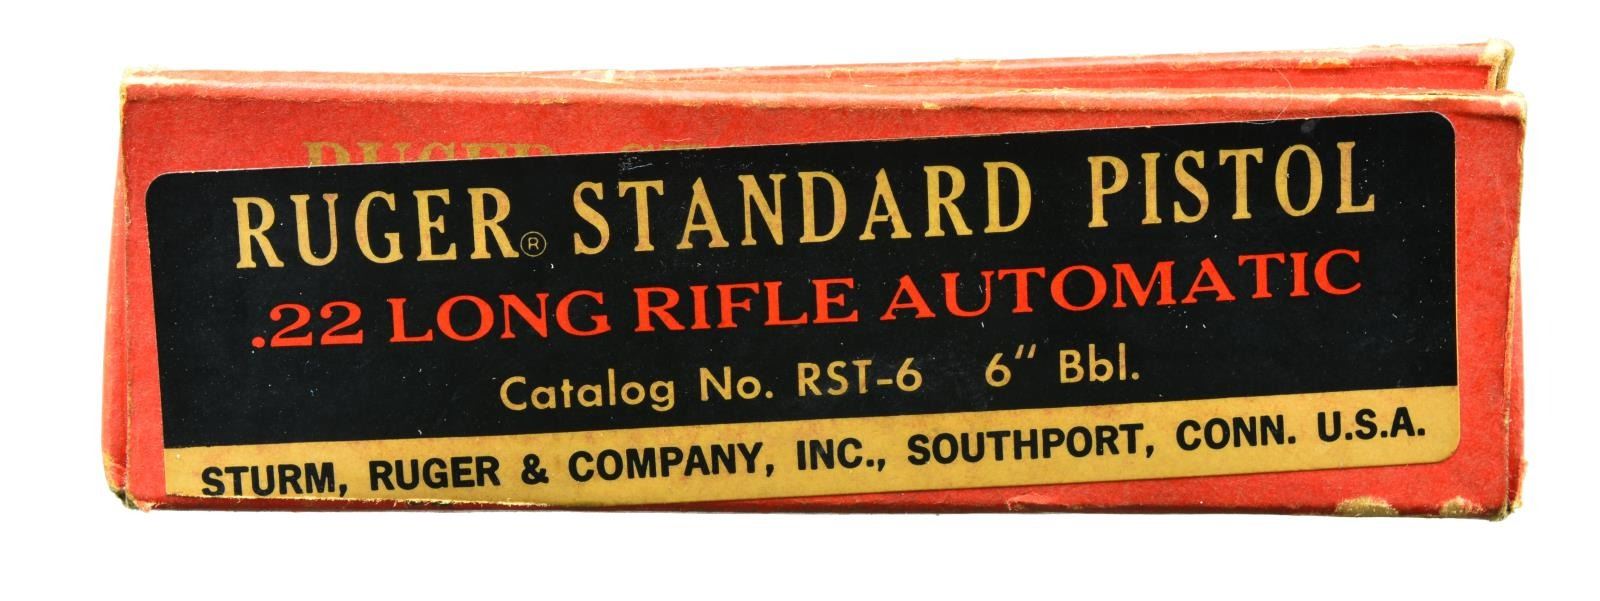 RUGER® STANDARD PISTOL
.22 LONG RIFLE AUTOMATIC
Catalog No. RST-6 6" Bbl.
STURM, RUGER & COMPANY, INC., SOUTHPORT, CONN. U.S.A.